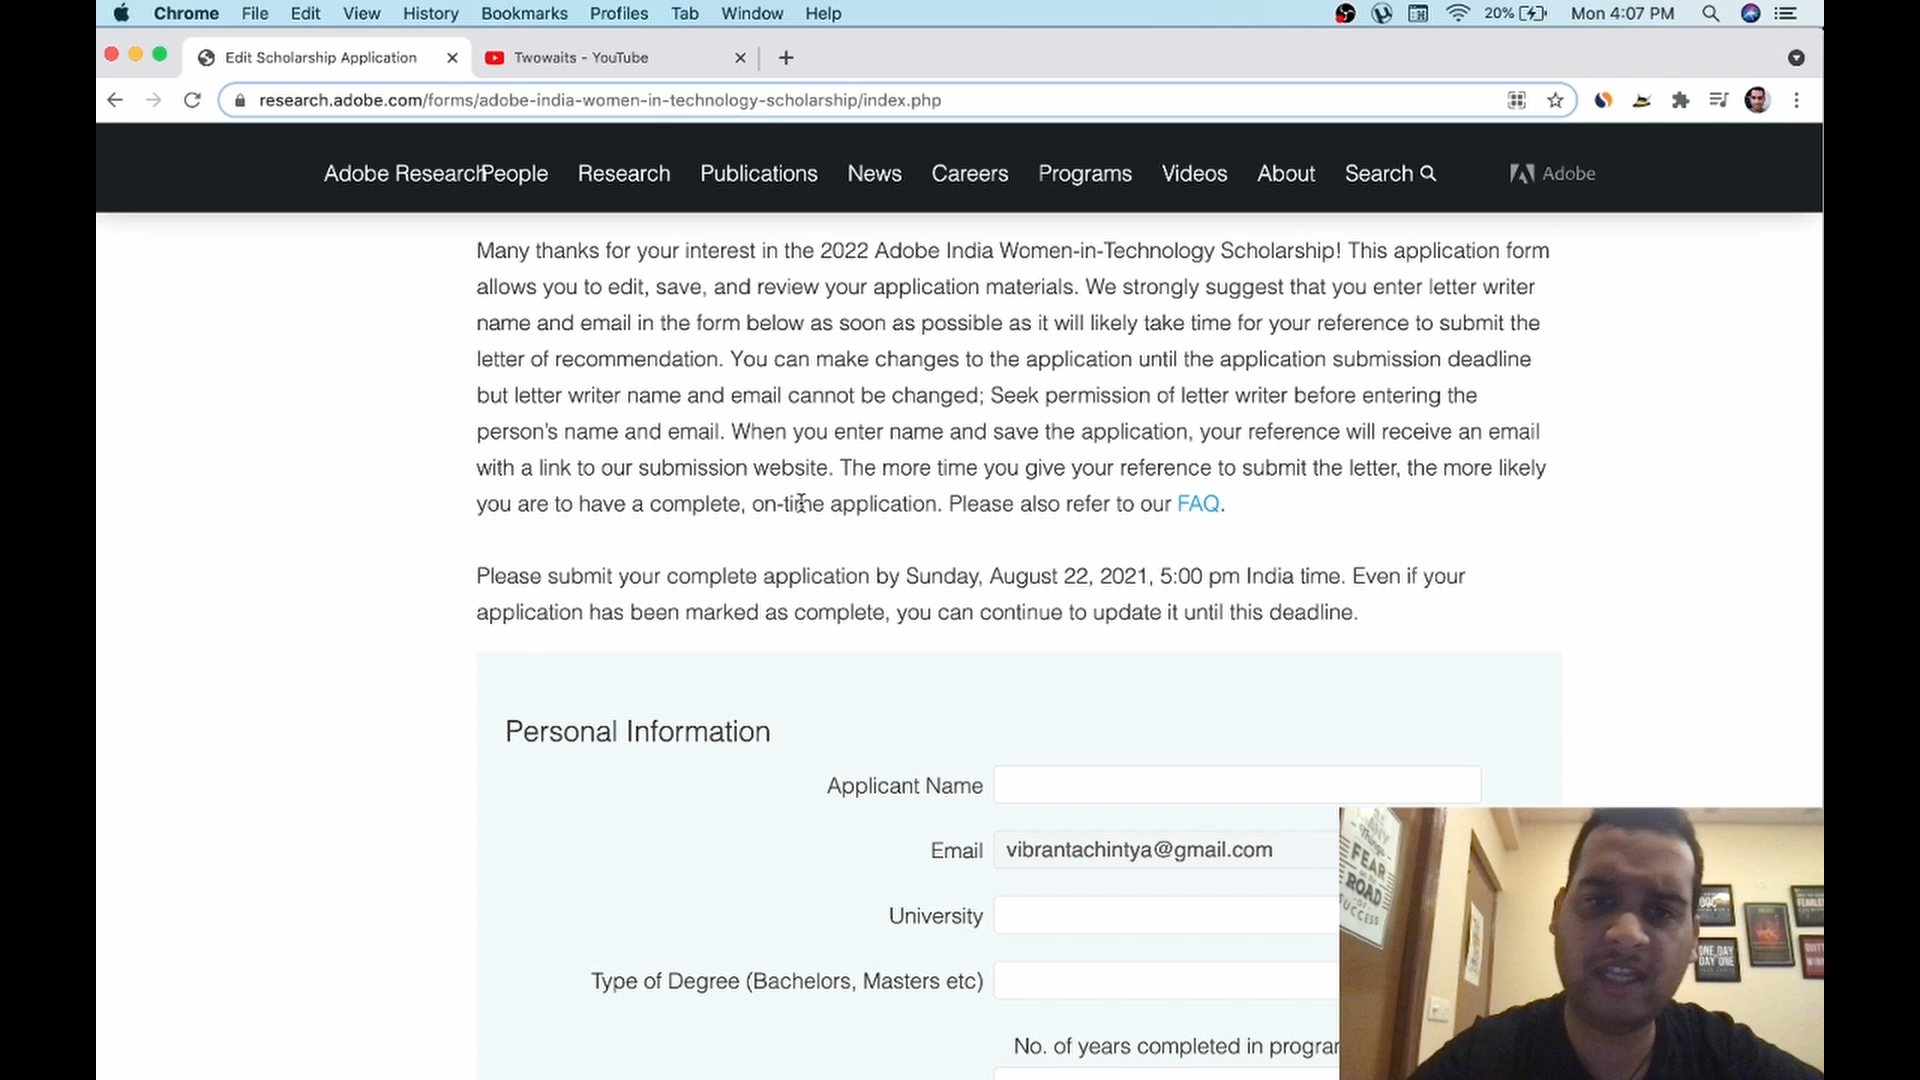 Chrome File Edit View History Bookmarks Profiles Tab Window Help 20% Mon 4:07 PM
Edit Scholarship Application Twowaits - YouTube
research.adobe.com/forms/adobe-india-women-in-technology-scholarship/index.php
Adobe Research People Research Publications News Careers Programs Videos About Search Adobe
Many thanks for your interest in the 2022 Adobe India Women-in-Technology Scholarship! This application form
allows you to edit, save, and review your application materials. We strongly suggest that you enter letter writer
name and email in the form below as soon as possible as it will likely take time for your reference to submit the
letter of recommendation. You can make changes to the application until the application submission deadline
but letter writer name and email cannot be changed; Seek permission of letter writer before entering the
person's name and email. When you enter name and save the application, your reference will receive an email
with a link to our submission website. The more time you give your reference to submit the letter, the more likely
you are to have a complete, on-time application. Please also refer to our FAQ.
Please submit your complete application by Sunday, August 22, 2021, 5:00 pm India time. Even if your
application has been marked as complete, you can continue to update it until this deadline.
Personal Information
Applicant Name
Email vibrantachintya@gmail.com
University
Type of Degree (Bachelors, Masters etc)
No. of years completed in program
Things
FEAR
ROAD
SUCCESS
ONE DAY
DAY ONE